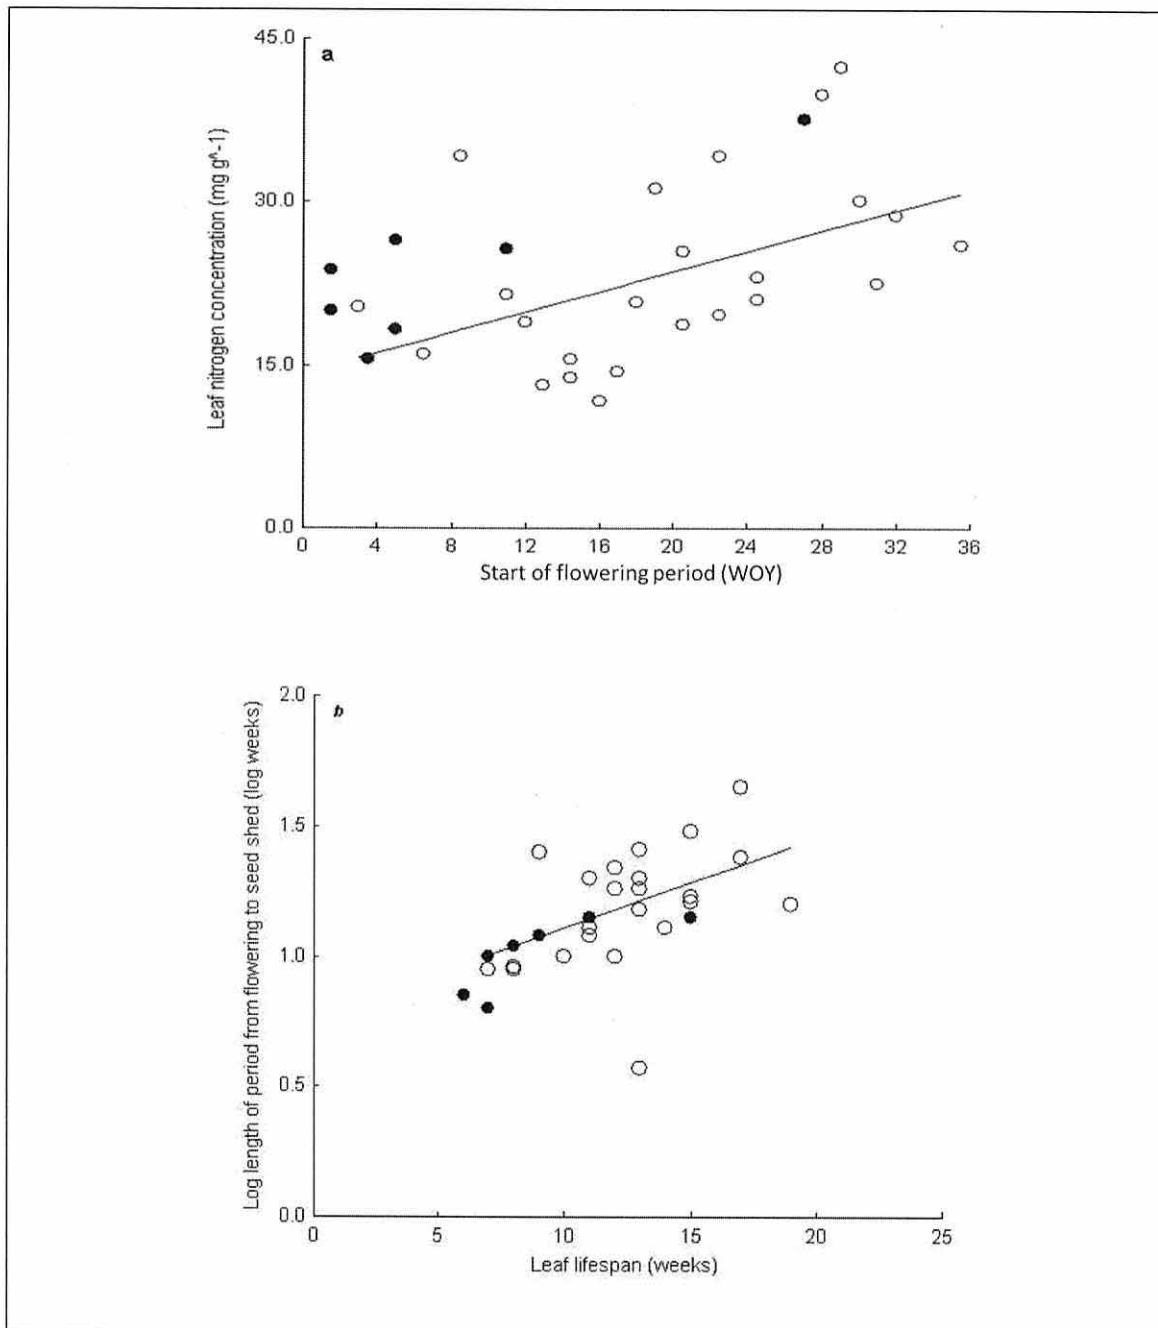 a
45.0
30.0
15.0
0.0
Leaf nitrogen concentration (mg g^-1)
0 4 8 12 16 20 24 28 32 36
Start of flowering period (WOY)
b
2.0
1.5
1.0
0.5
0.0
Log length of period from flowering to seed shed (log weeks)
0 5 10 15 20 25
Leaf lifespan (weeks)